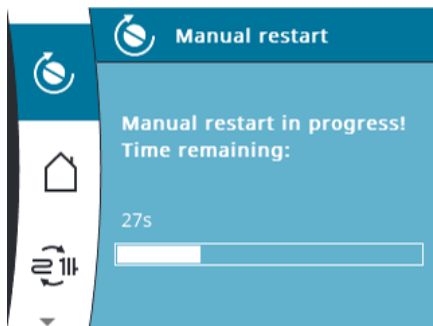 Manual restart
Manual restart in progress!
Time remaining:
27s